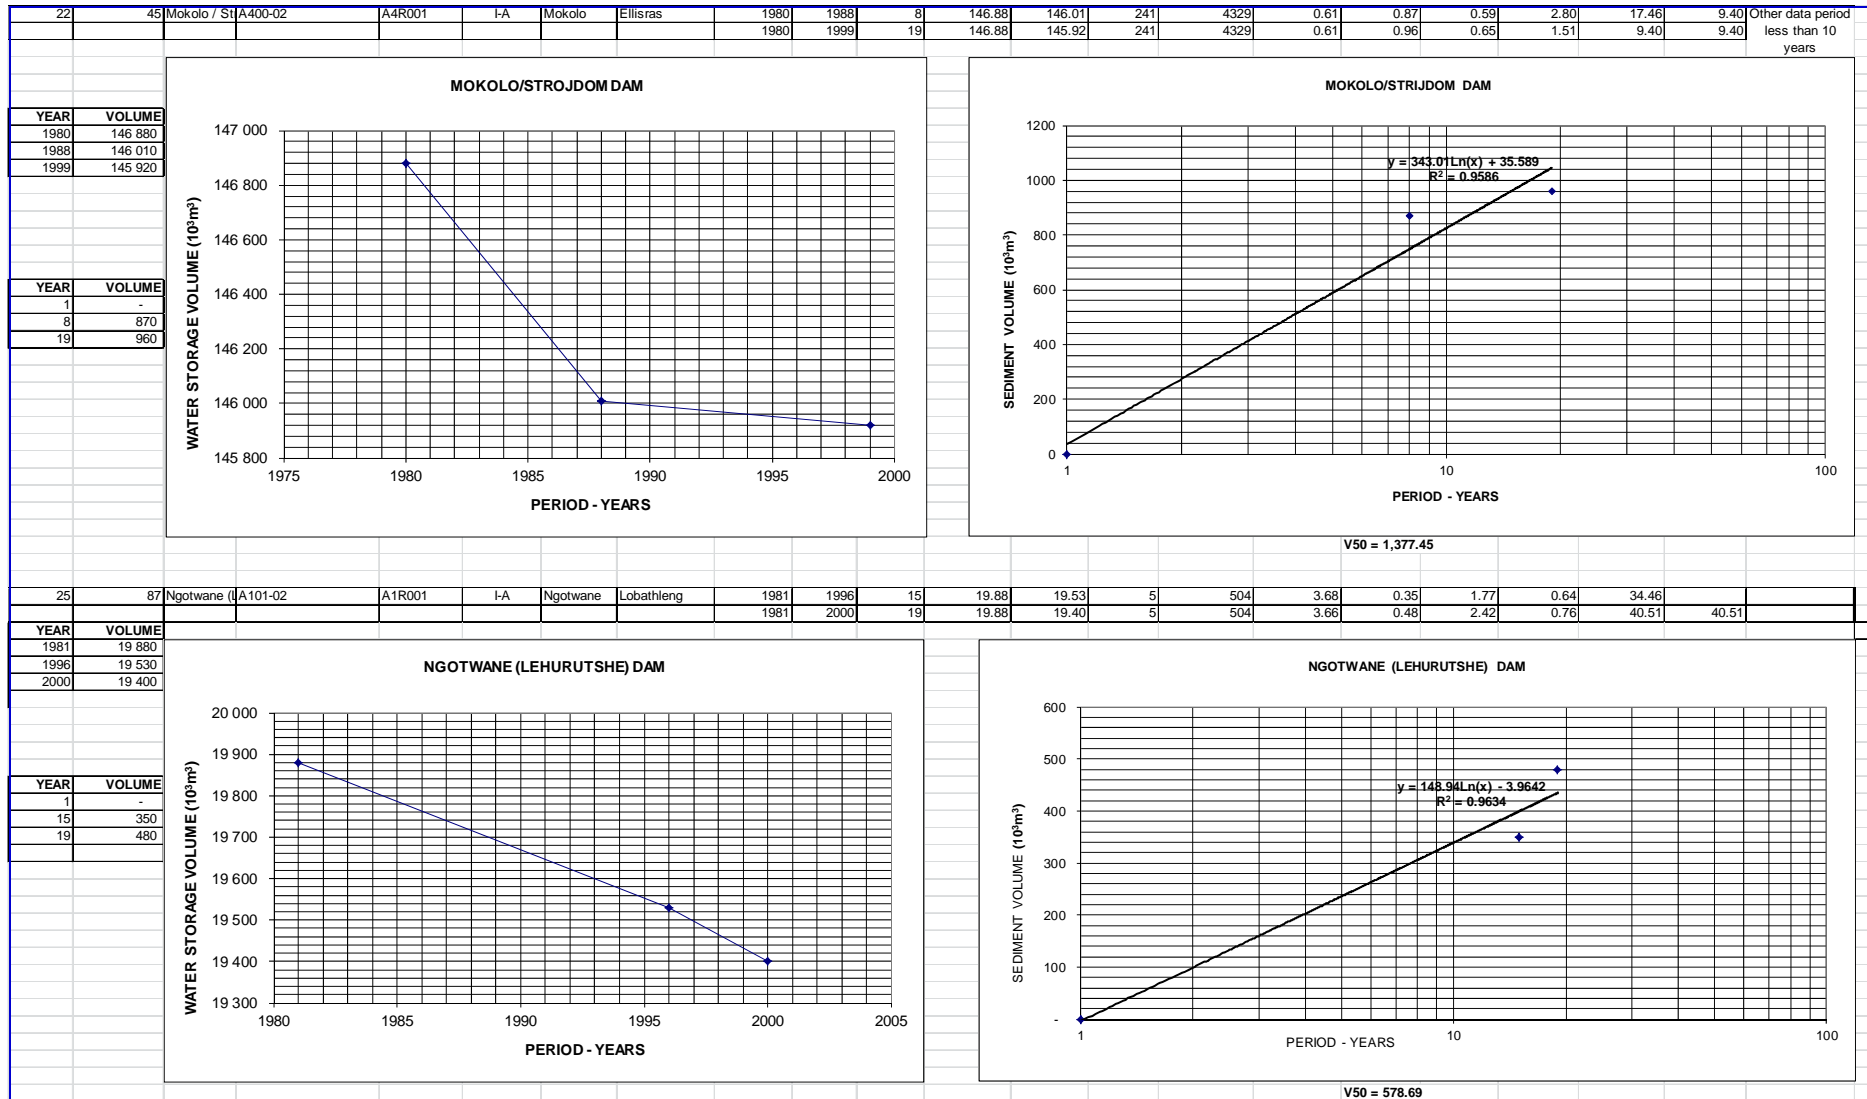 22 45 Mokolo / St A400-02 A4R001 I-A Mokolo Ellisras 1980 1988 8 146.88 146.01 241 4329 0.61 0.87 0.59 2.80 17.46 9.40 Other data period
1980 1999 19 146.88 145.92 241 4329 0.61 0.96 0.65 1.51 9.40 9.40 less than 10
years
YEAR VOLUME
1980 146 880
1988 146 010
1999 145 920
YEAR VOLUME
1 -
8 870
19 960
MOKOLO/STROJDOM DAM
WATER STORAGE VOLUME (10³m³)
147 000
146 800
146 600
146 400
146 200
146 000
145 800
1975 1980 1985 1990 1995 2000
PERIOD - YEARS
MOKOLO/STRIJDOM DAM
SEDIMENT VOLUME (10³m³)
1200
1000
800
600
400
200
0
y = 343.01Ln(x) + 35.589
R² = 0.9586
1 10 100
PERIOD - YEARS
V50 = 1,377.45
25 87 Ngotwane (L A101-02 A1R001 I-A Ngotwane Lobathleng 1981 1996 15 19.88 19.53 5 504 3.68 0.35 1.77 0.64 34.46
1981 2000 19 19.88 19.40 5 504 3.66 0.48 2.42 0.76 40.51 40.51
YEAR VOLUME
1981 19 880
1996 19 530
2000 19 400
YEAR VOLUME
1 -
15 350
19 480
NGOTWANE (LEHURUTSHE) DAM
WATER STORAGE VOLUME (10³m³)
20 000
19 900
19 800
19 700
19 600
19 500
19 400
19 300
1980 1985 1990 1995 2000 2005
PERIOD - YEARS
NGOTWANE (LEHURUTSHE) DAM
SEDIMENT VOLUME (10³m³)
600
500
400
300
200
100
-
y = 148.94Ln(x) - 3.9642
R² = 0.9634
1 10 100
PERIOD - YEARS
V50 = 578.69